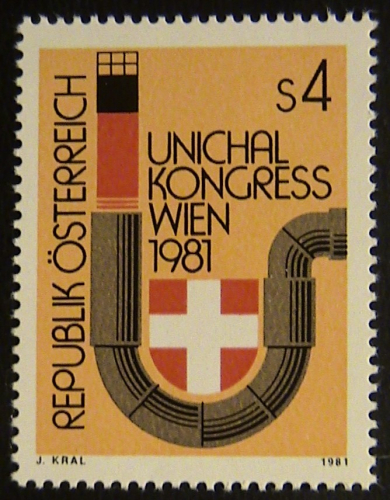 S4
REPUBLIK ÖSTERREICH
UNICHAL
KONGRESS
WIEN
1981
J. KRAL
1981